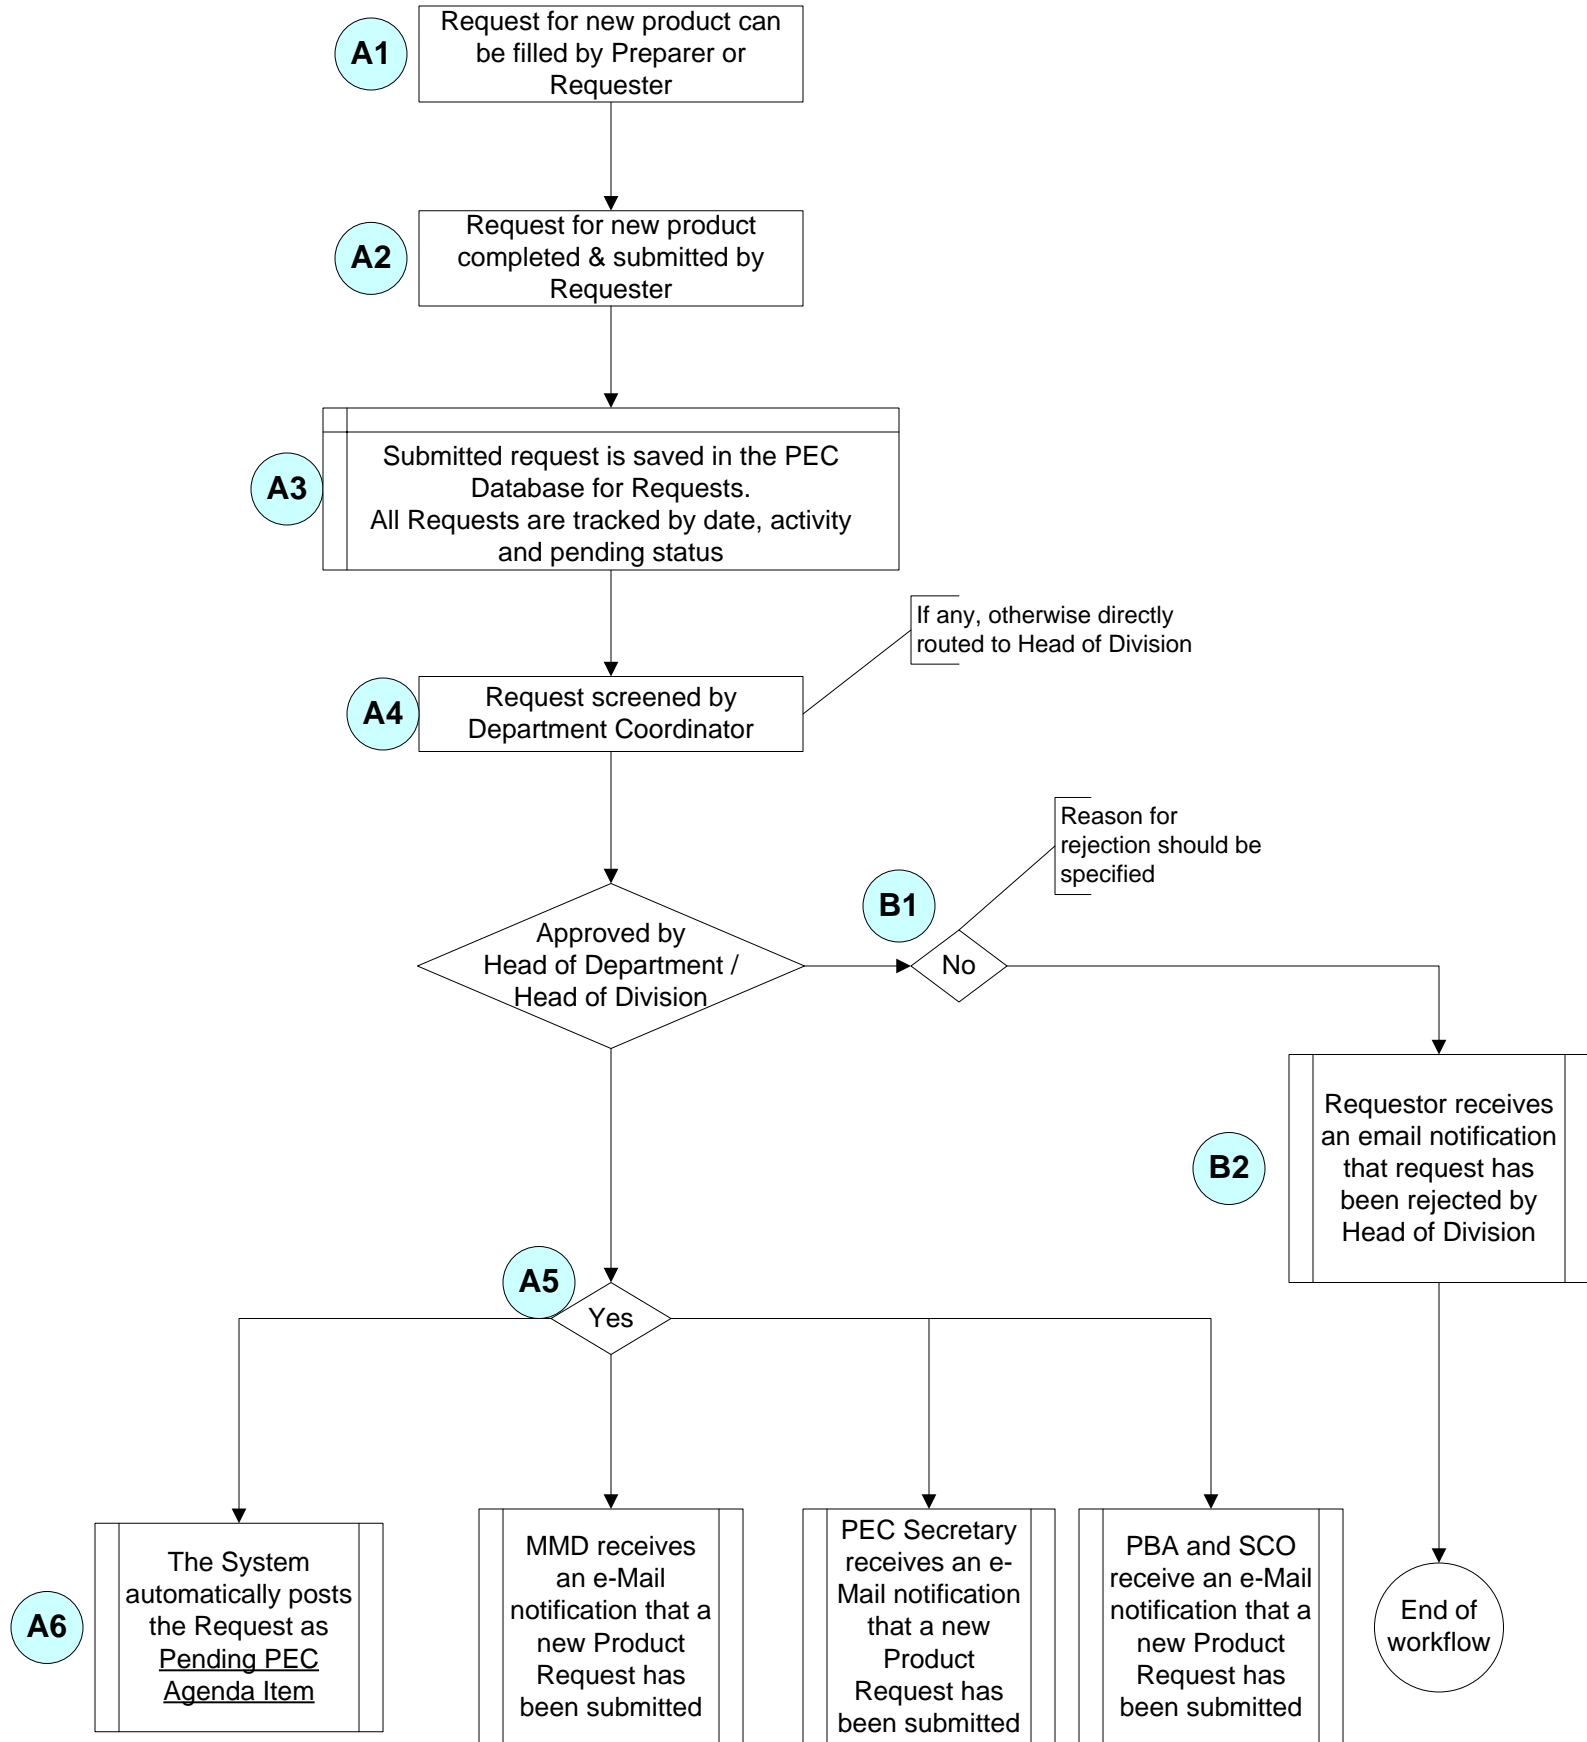 A1
Request for new product can
be filled by Preparer or
Requester
A2
Request for new product
completed & submitted by
Requester
A3
Submitted request is saved in the PEC
Database for Requests.
All Requests are tracked by date, activity
and pending status
If any, otherwise directly
routed to Head of Division
A4
Request screened by
Department Coordinator
Reason for
rejection should be
specified
B1
Approved by
Head of Department /
Head of Division
No
B2
Requestor receives
an email notification
that request has
been rejected by
Head of Division
A5
Yes
A6
The System
automatically posts
the Request as
Pending PEC
Agenda Item
MMD receives
an e-Mail
notification that a
new Product
Request has
been submitted
PEC Secretary
receives an e-
Mail notification
that a new
Product
Request has
been submitted
PBA and SCO
receive an e-Mail
notification that a
new Product
Request has
been submitted
End of
workflow